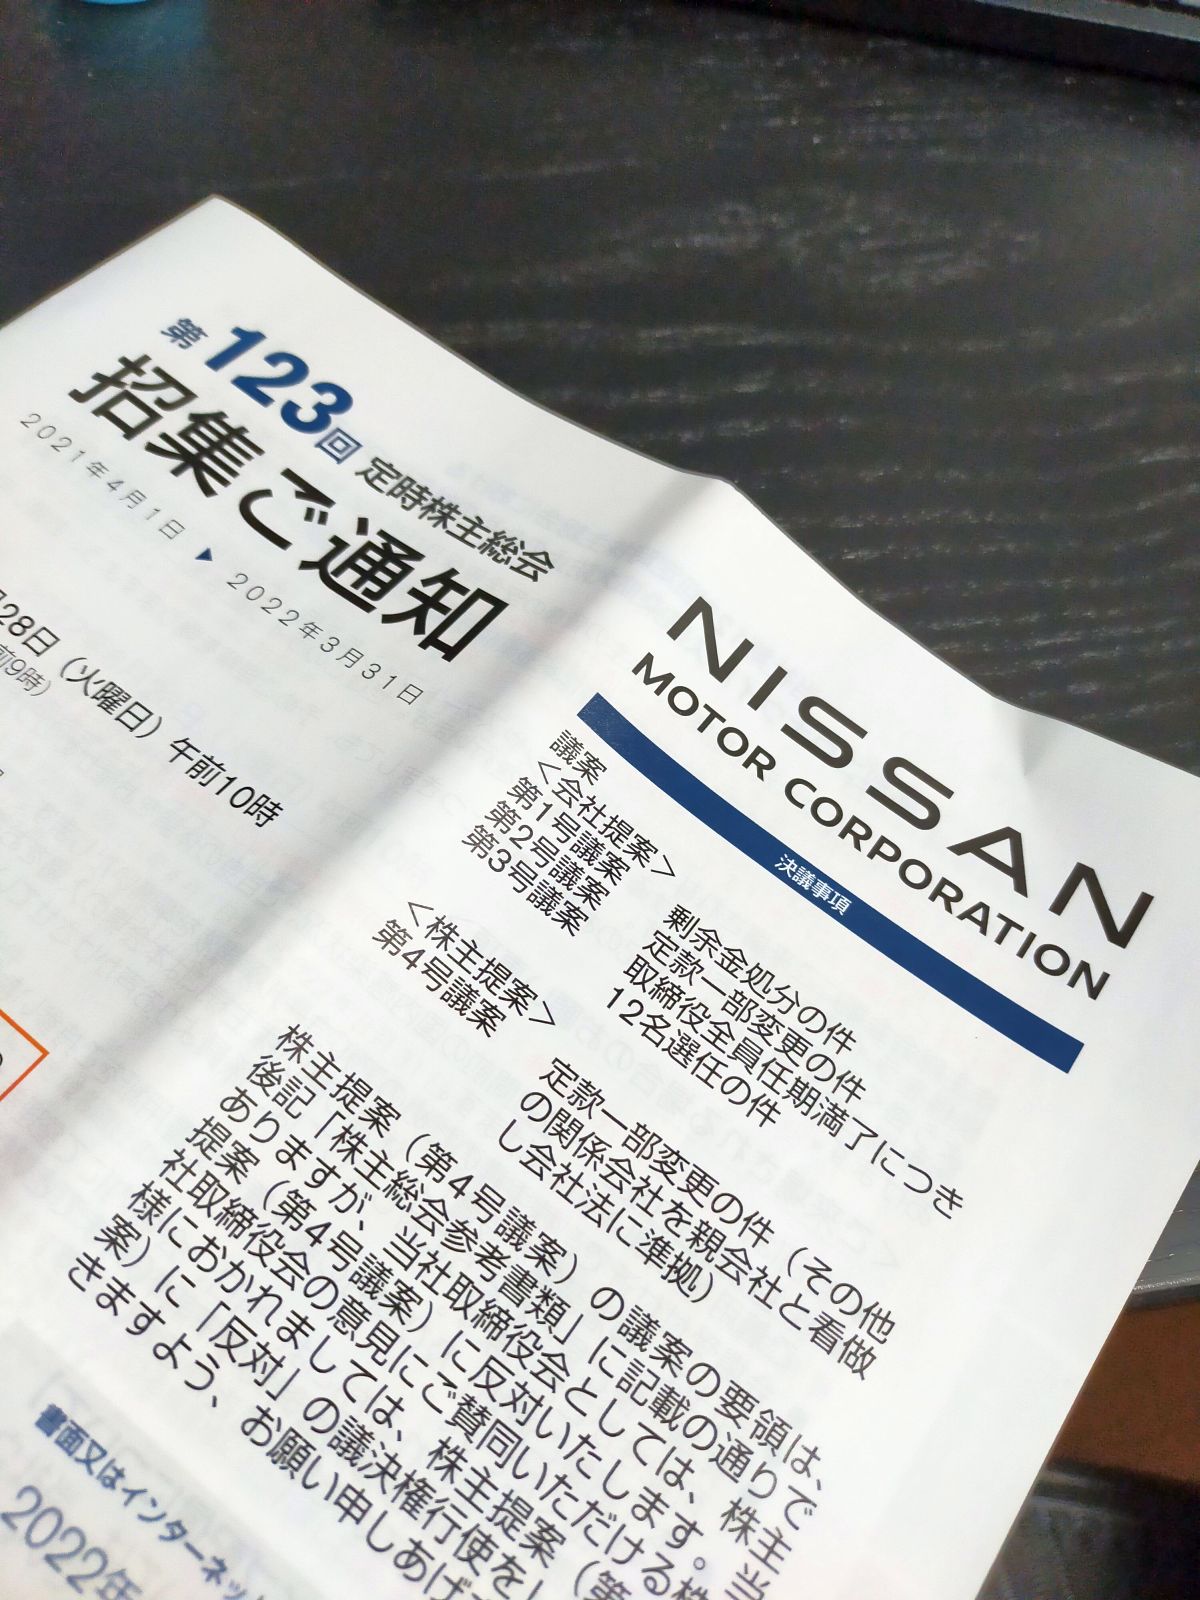 第123回 定時株主総会
招集ご通知
2021年4月1日 ▶ 2022年3月31日
28日（火曜日）午前10時
前9時）
NISSAN
MOTOR CORPORATION
決議事項
議案
＜会社提案＞
第1号議案 剰余金処分の件
第2号議案 定款一部変更の件
第3号議案 取締役全員任期満了につき
12名選任の件
＜株主提案＞
第4号議案 定款一部変更の件（その他
の関係会社を親会社と看做
し会社法に準拠）
株主提案（第4号議案）の議案の要領は、
後記「株主総会参考書類」に記載の通りで
ありますが、当社取締役会としては、株主
提案（第4号議案）に反対いたします。当
社取締役会の意見にご賛同いただける株
様におかれましては、株主提案（第
案）に「反対」の議決権行使をし
きますよう、お願い申しあげ
書面又はインターネッ
2022年